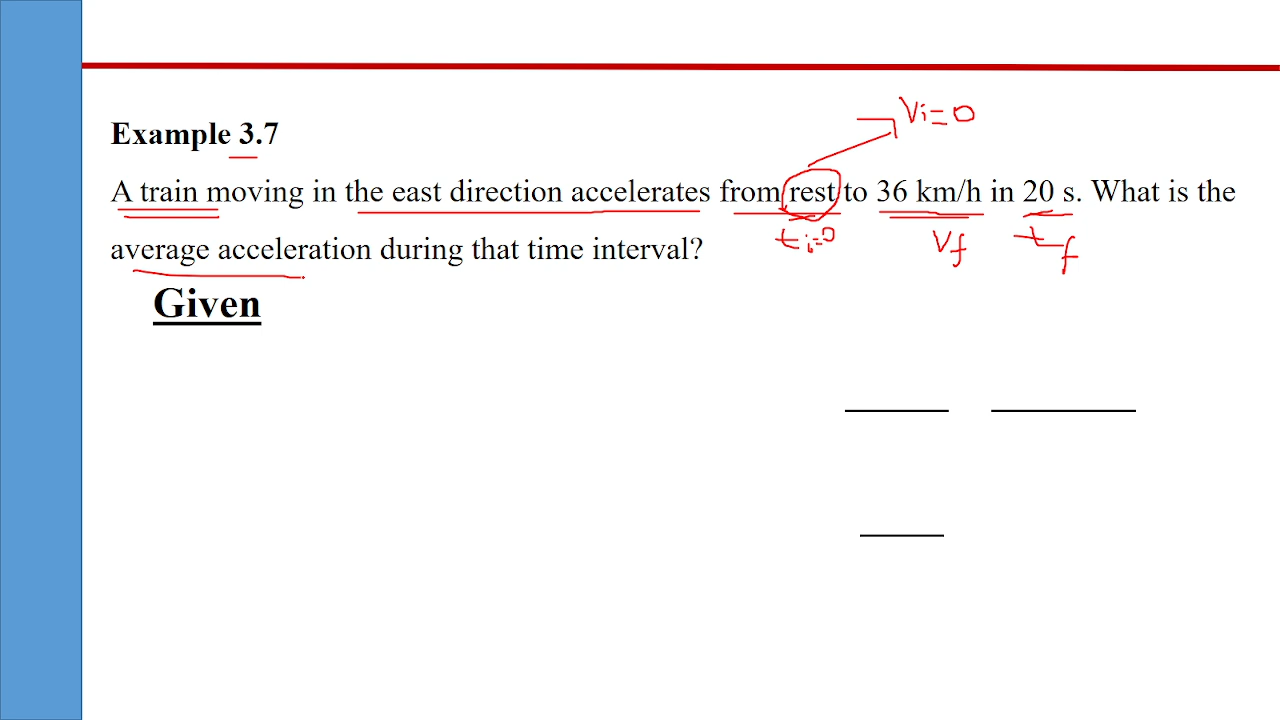 Vi=0
Example 3.7
A train moving in the east direction accelerates from rest to 36 km/h in 20 s. What is the
ti=0 Vf tf
average acceleration during that time interval?
Given